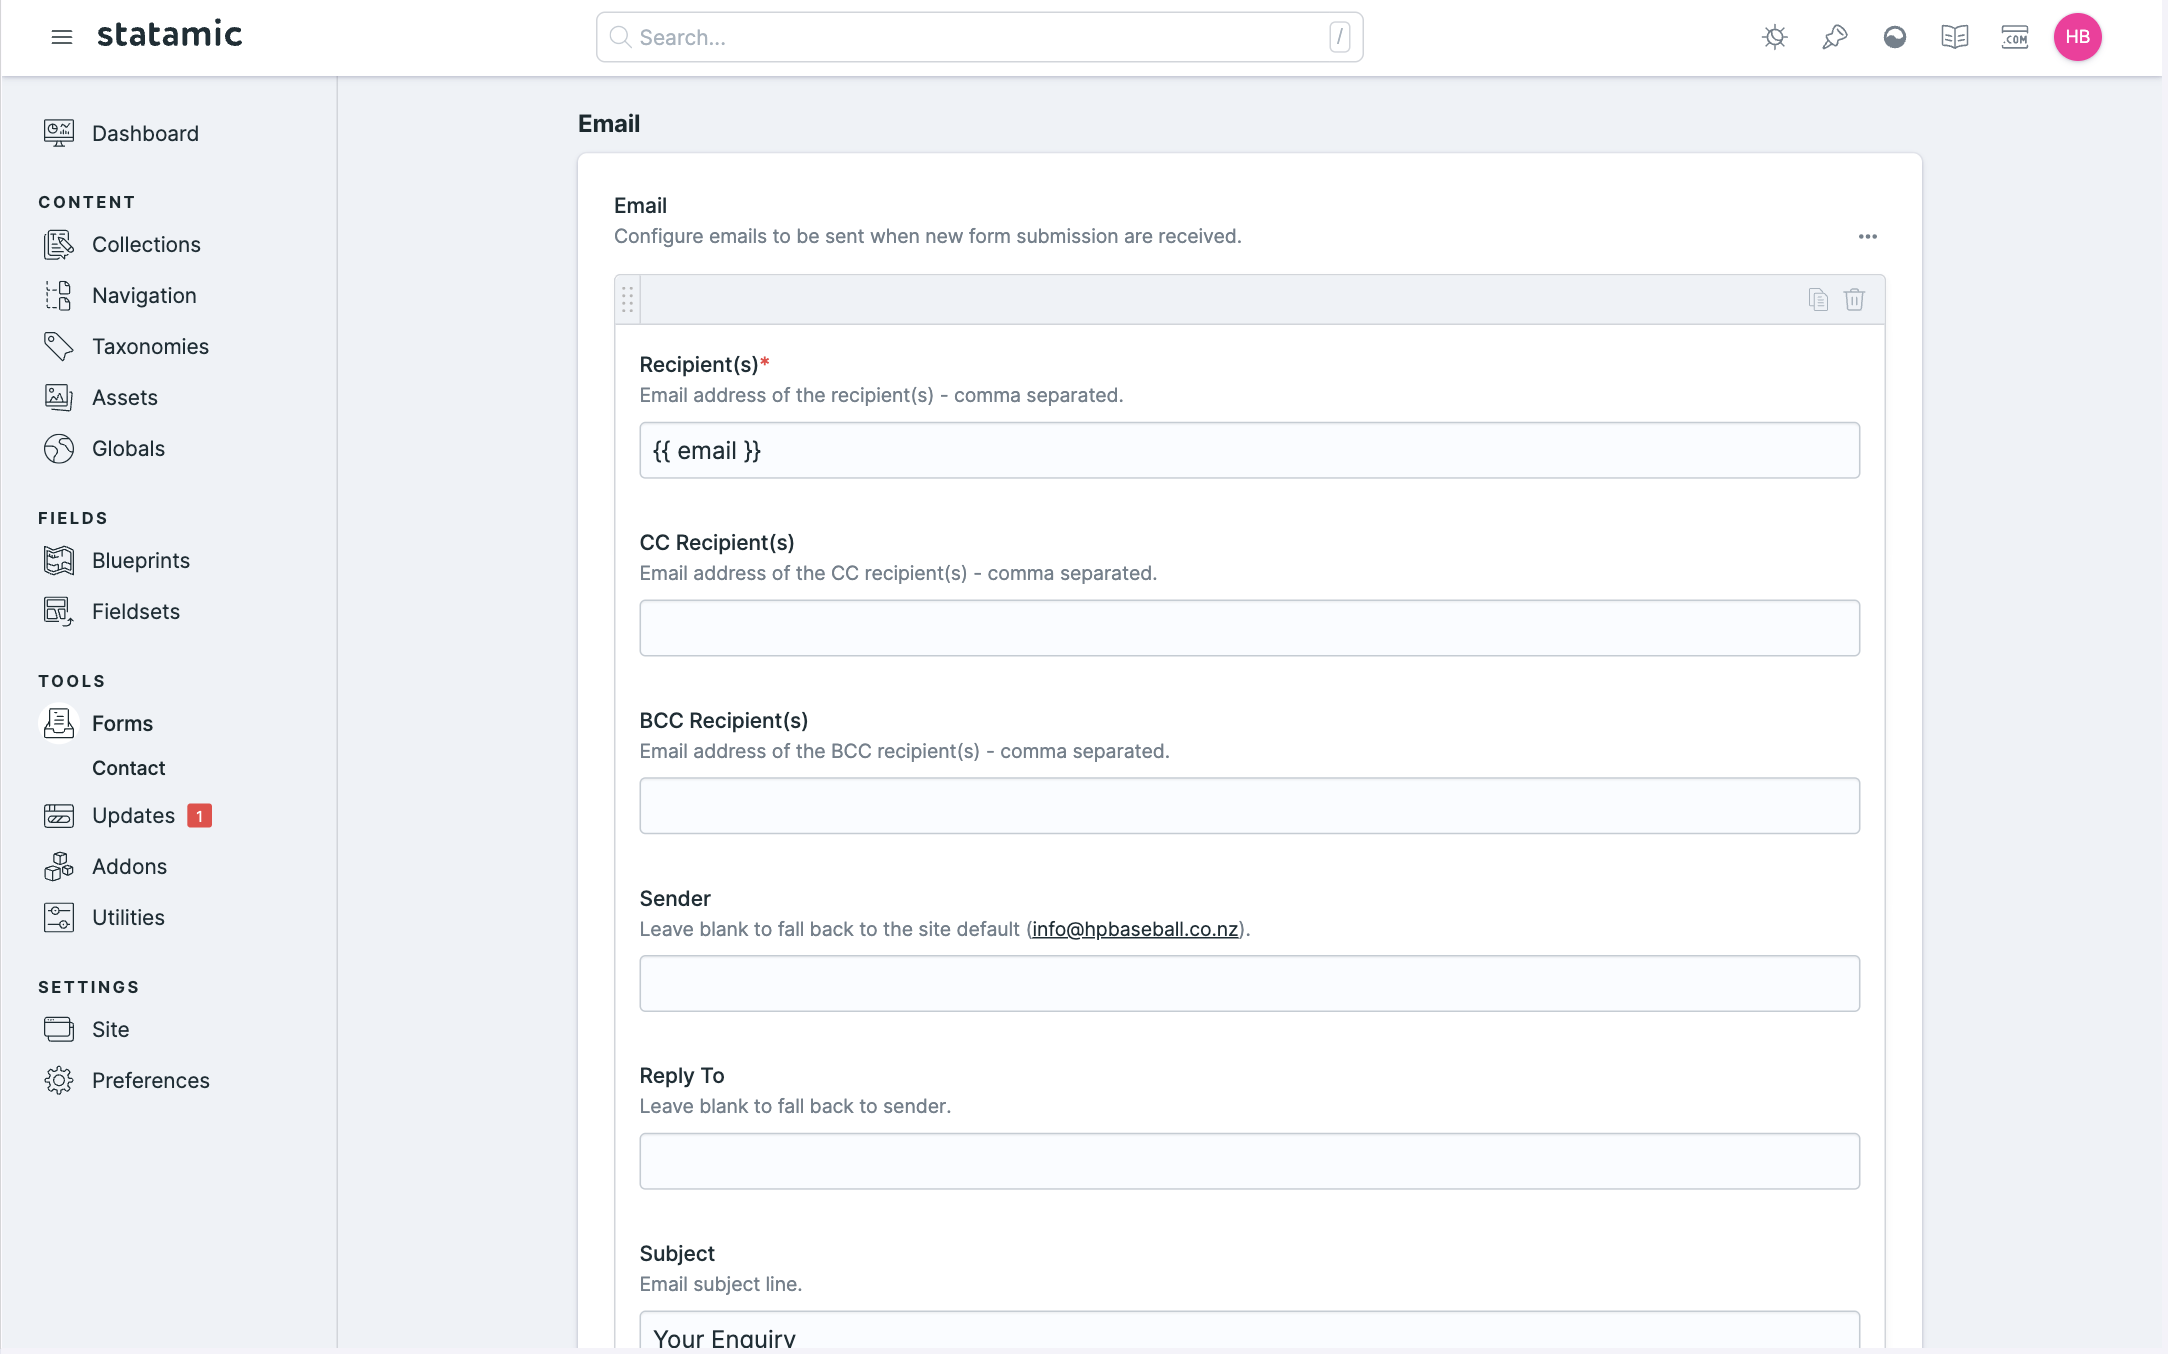 statamic
Search...
/
.COM
HB
Dashboard
CONTENT
Collections
Navigation
Taxonomies
Assets
Globals
FIELDS
Blueprints
Fieldsets
TOOLS
Forms
Contact
Updates 1
Addons
Utilities
SETTINGS
Site
Preferences
Email
Email
Configure emails to be sent when new form submission are received.
Recipient(s)*
Email address of the recipient(s) - comma separated.
{{ email }}
CC Recipient(s)
Email address of the CC recipient(s) - comma separated.
BCC Recipient(s)
Email address of the BCC recipient(s) - comma separated.
Sender
Leave blank to fall back to the site default (info@hpbaseball.co.nz).
Reply To
Leave blank to fall back to sender.
Subject
Email subject line.
Your Enquiry